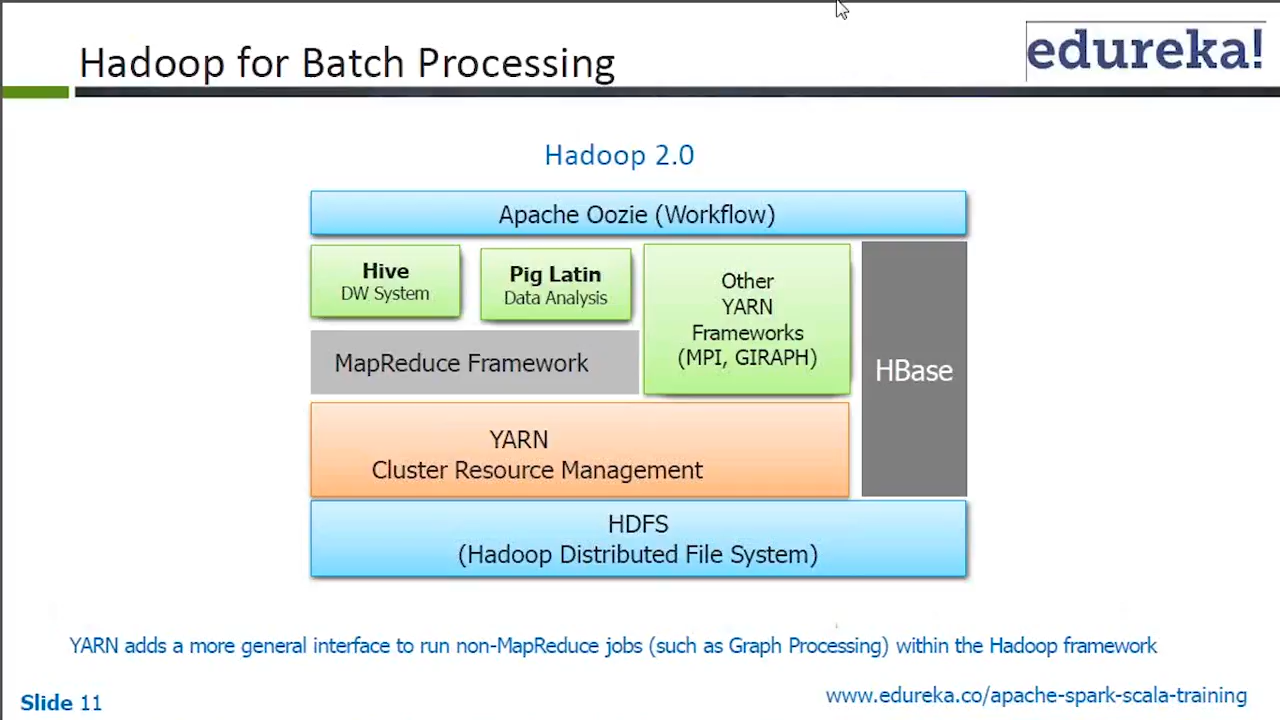 Hadoop for Batch Processing
edureka!
Hadoop 2.0
Apache Oozie (Workflow)
Hive
DW System
Pig Latin
Data Analysis
Other
YARN
Frameworks
(MPI, GIRAPH)
MapReduce Framework
HBase
YARN
Cluster Resource Management
HDFS
(Hadoop Distributed File System)
YARN adds a more general interface to run non-MapReduce jobs (such as Graph Processing) within the Hadoop framework
Slide 11
www.edureka.co/apache-spark-scala-training